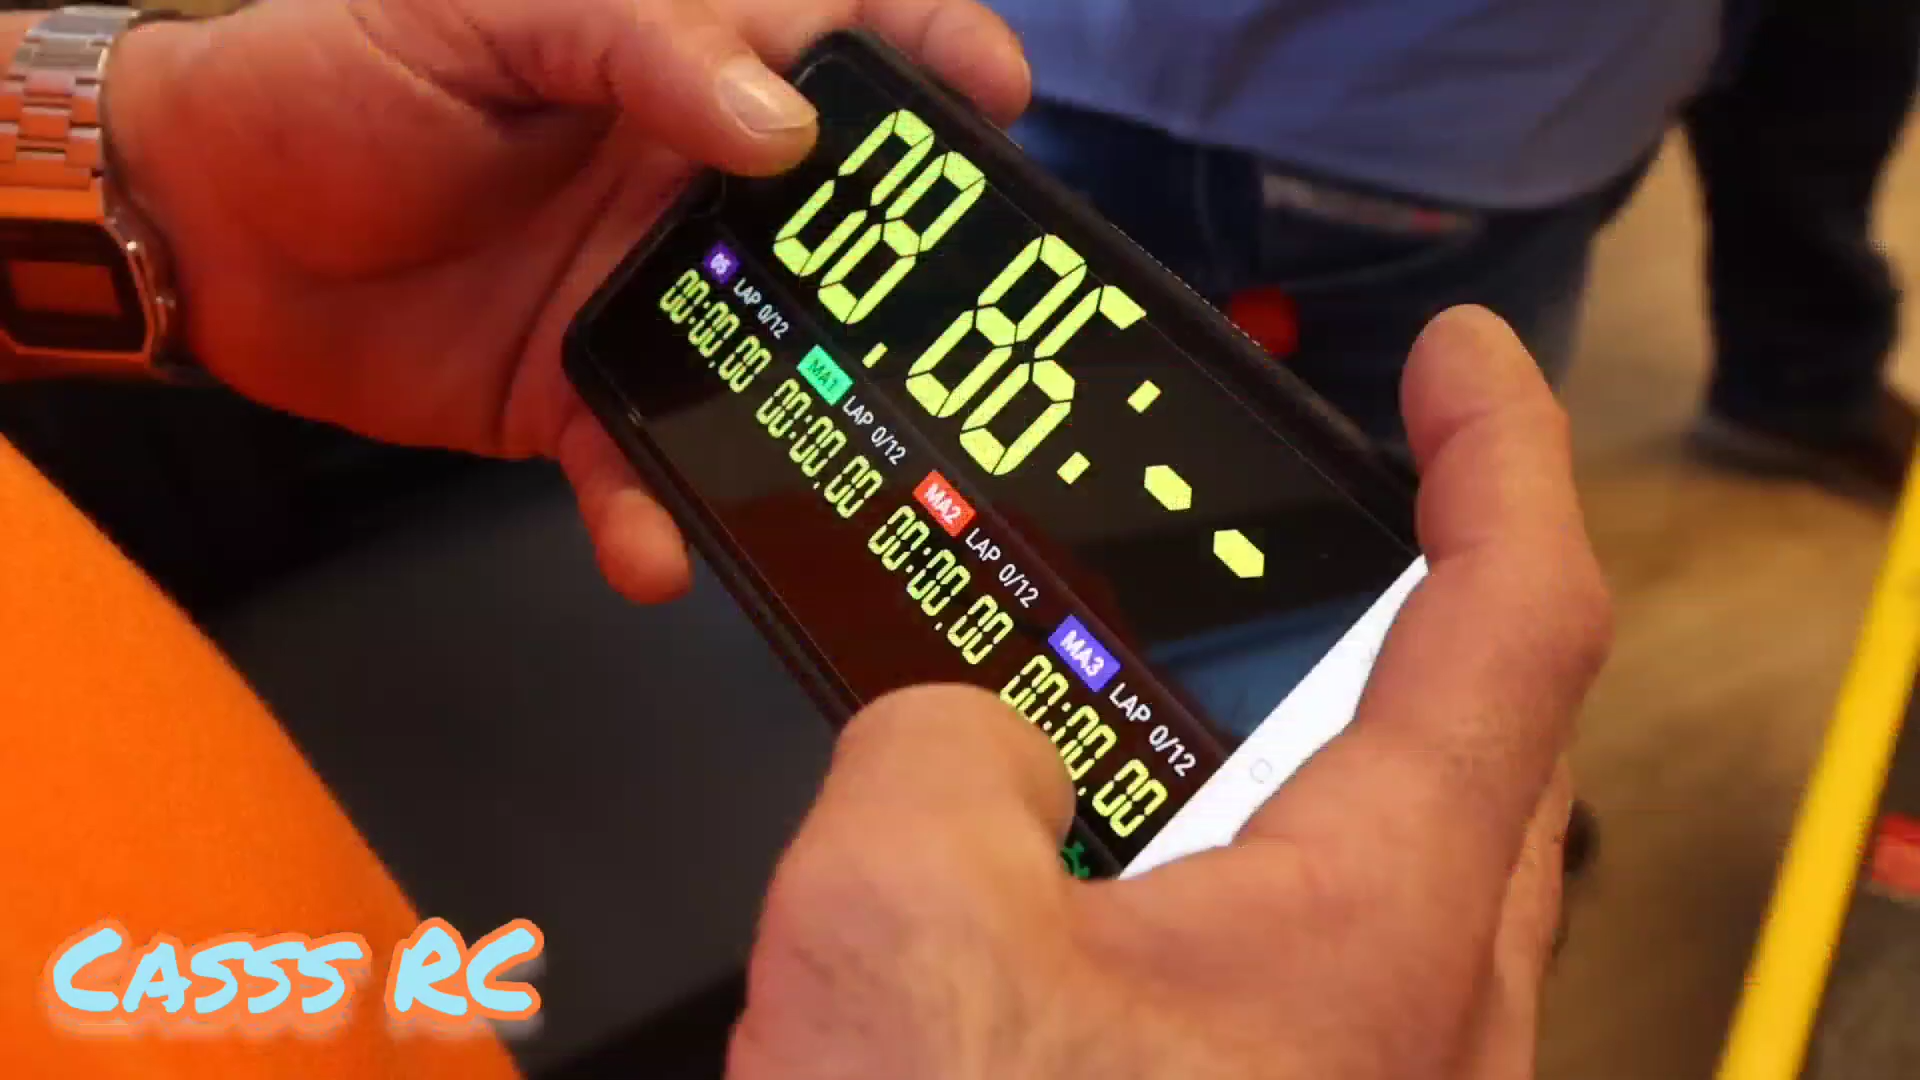 08.86:--
05 LAP 0/12
00:00.00
MA1 LAP 0/12
00:00.00
MA2 LAP 0/12
00:00.00
MA3 LAP 0/12
00:00.00
Casss RC